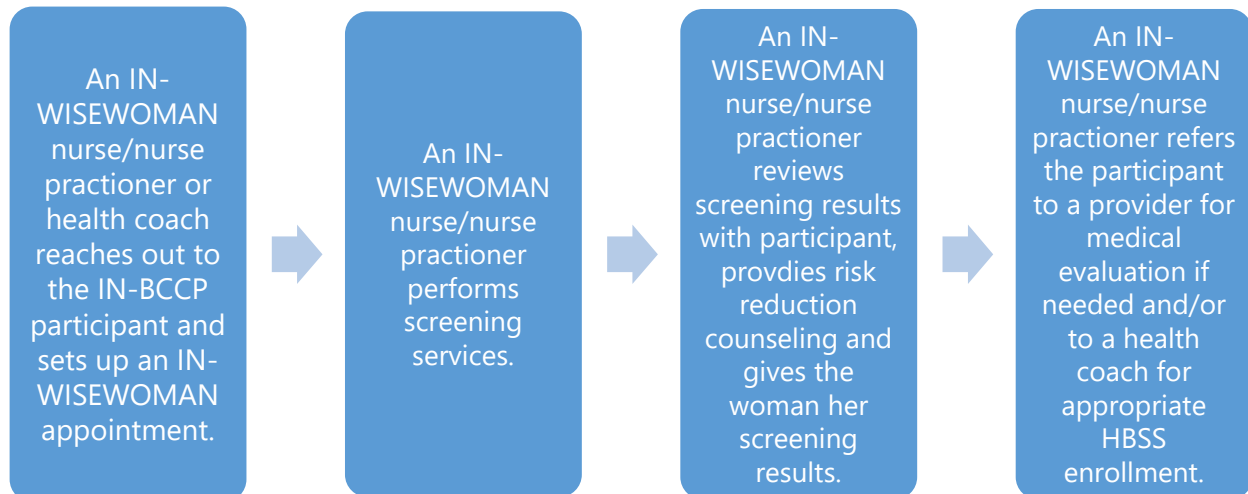 An IN-
WISEWOMAN
nurse/nurse
practioner or
health coach
reaches out to
the IN-BCCP
participant and
sets up an IN-
WISEWOMAN
appointment.
An IN-
WISEWOMAN
nurse/nurse
practioner
performs
screening
services.
An IN-
WISEWOMAN
nurse/nurse
practioner
reviews
screening results
with participant,
provdies risk
reduction
counseling and
gives the
woman her
screening
results.
An IN-
WISEWOMAN
nurse/nurse
practioner refers
the participant
to a provider for
medical
evaluation if
needed and/or
to a health
coach for
appropriate
HBSS
enrollment.